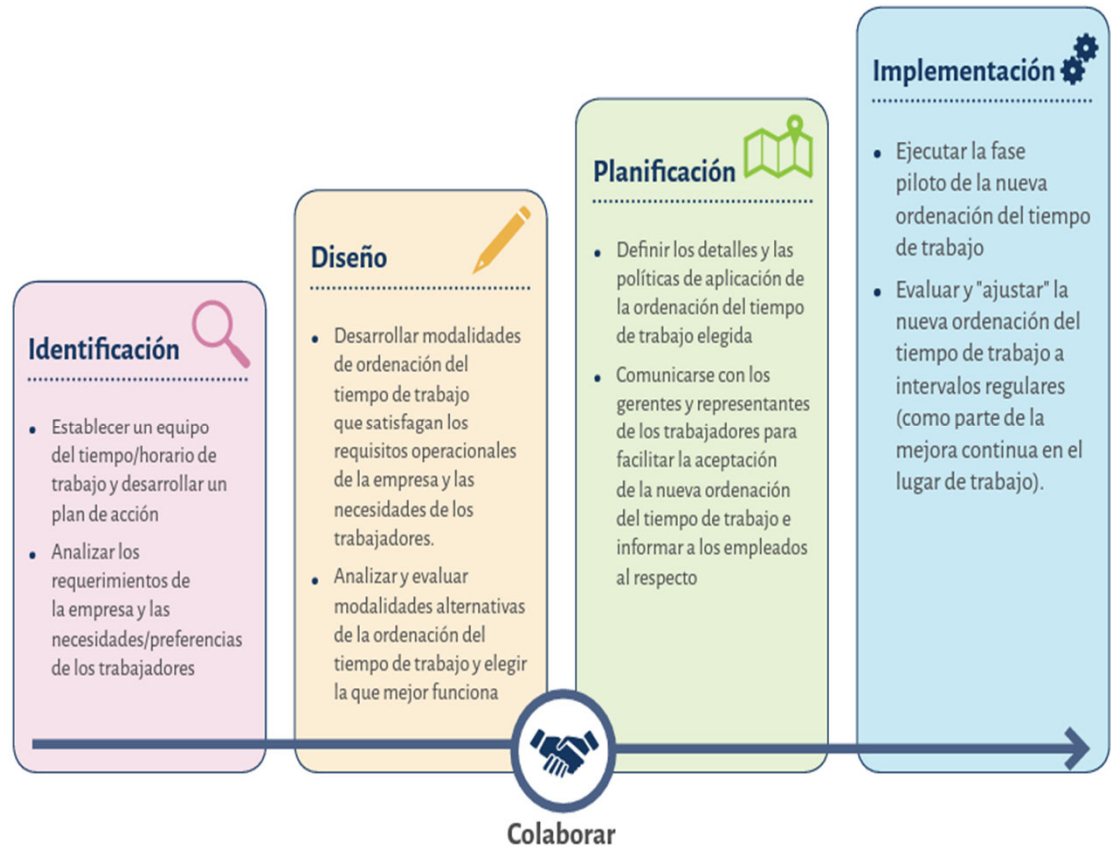 Identificación
• Establecer un equipo
del tiempo/horario de
trabajo y desarrollar un
plan de acción
• Analizar los
requerimientos de
la empresa y las
necesidades/preferencias
de los trabajadores
Diseño
• Desarrollar modalidades
de ordenación del
tiempo de trabajo
que satisfagan los
requisitos operacionales
de la empresa y las
necesidades de los
trabajadores.
• Analizar y evaluar
modalidades alternativas
de la ordenación del
tiempo de trabajo y elegir
la que mejor funciona
Planificación
• Definir los detalles y las
políticas de aplicación de
la ordenación del tiempo
de trabajo elegida
• Comunicarse con los
gerentes y representantes
de los trabajadores para
facilitar la aceptación
de la nueva ordenación
del tiempo de trabajo e
informar a los empleados
al respecto
Implementación
• Ejecutar la fase
piloto de la nueva
ordenación del tiempo
de trabajo
• Evaluar y "ajustar" la
nueva ordenación del
tiempo de trabajo a
intervalos regulares
(como parte de la
mejora continua en el
lugar de trabajo).
Colaborar